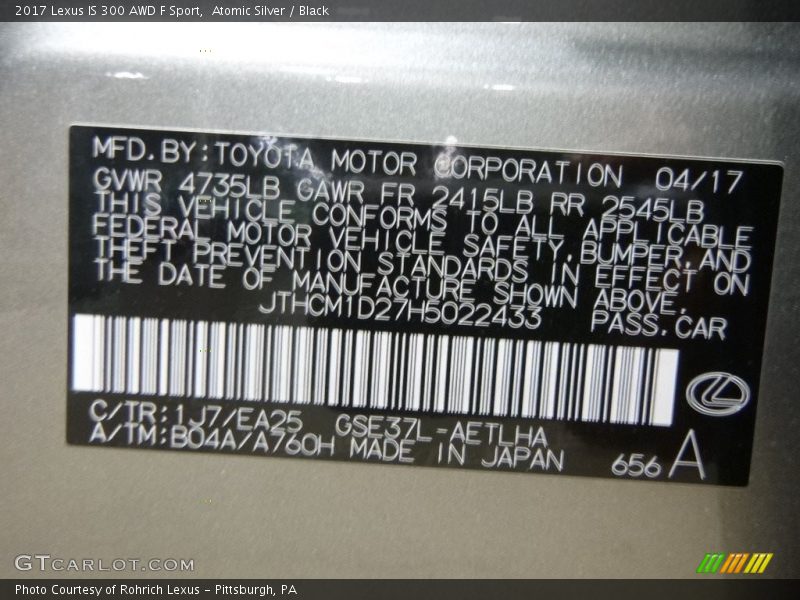 2017 Lexus IS 300 AWD F Sport,  Atomic Silver / Black
MFD.BY:TOYOTA MOTOR CORPORATION 04/17
GVWR 4735LB GAWR FR 2415LB RR 2545LB
THIS VEHICLE CONFORMS TO ALL APPLICABLE
FEDERAL MOTOR VEHICLE SAFETY,BUMPER,AND
THEFT PREVENTION STANDARDS IN EFFECT ON
THE DATE OF MANUFACTURE SHOWN ABOVE.
JTHCM1D27H5022433 PASS.CAR
C/TR:1J7/EA25 GSE37L-AETLHA
A/TM:B04A/A760H MADE IN JAPAN 656 A
GTCARLOT.COM
Photo Courtesy of Rohrich Lexus - Pittsburgh, PA